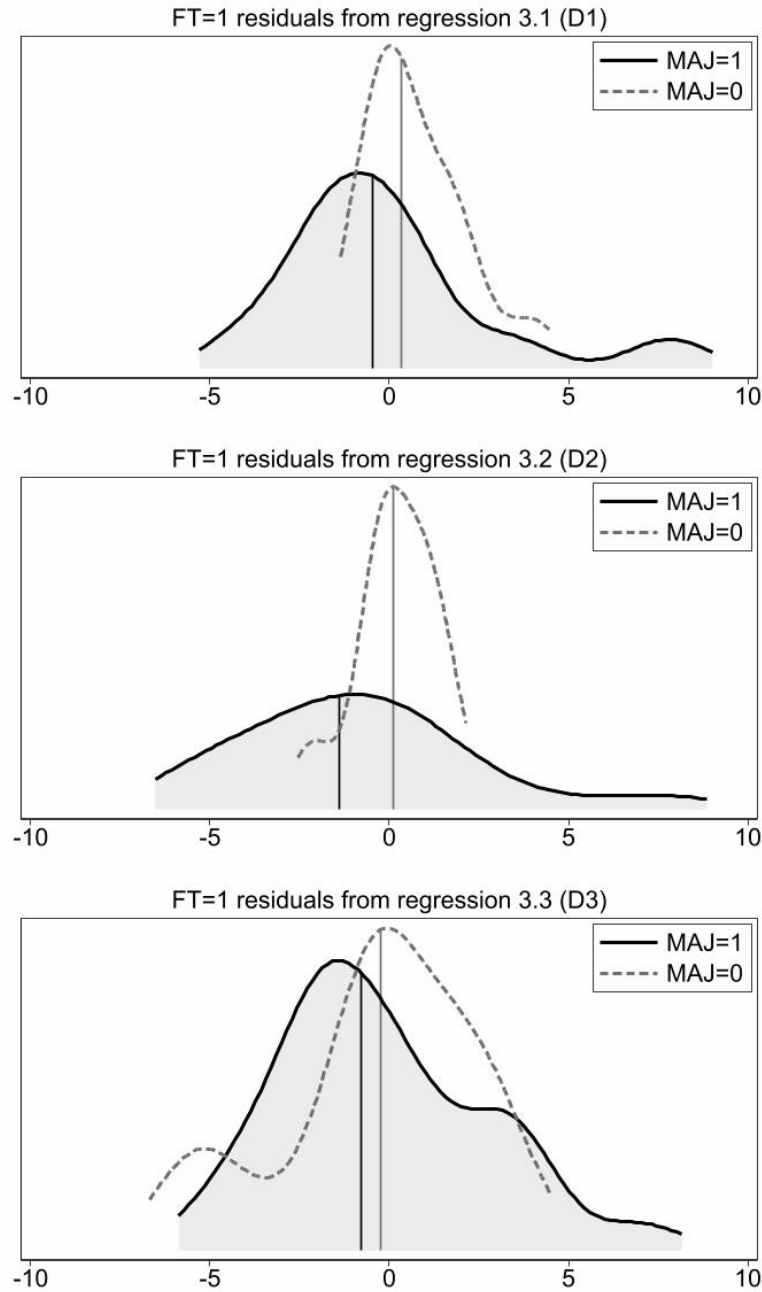 FT=1 residuals from regression 3.1 (D1)
MAJ=1
MAJ=0
-10 -5 0 5 10
FT=1 residuals from regression 3.2 (D2)
MAJ=1
MAJ=0
-10 -5 0 5 10
FT=1 residuals from regression 3.3 (D3)
MAJ=1
MAJ=0
-10 -5 0 5 10